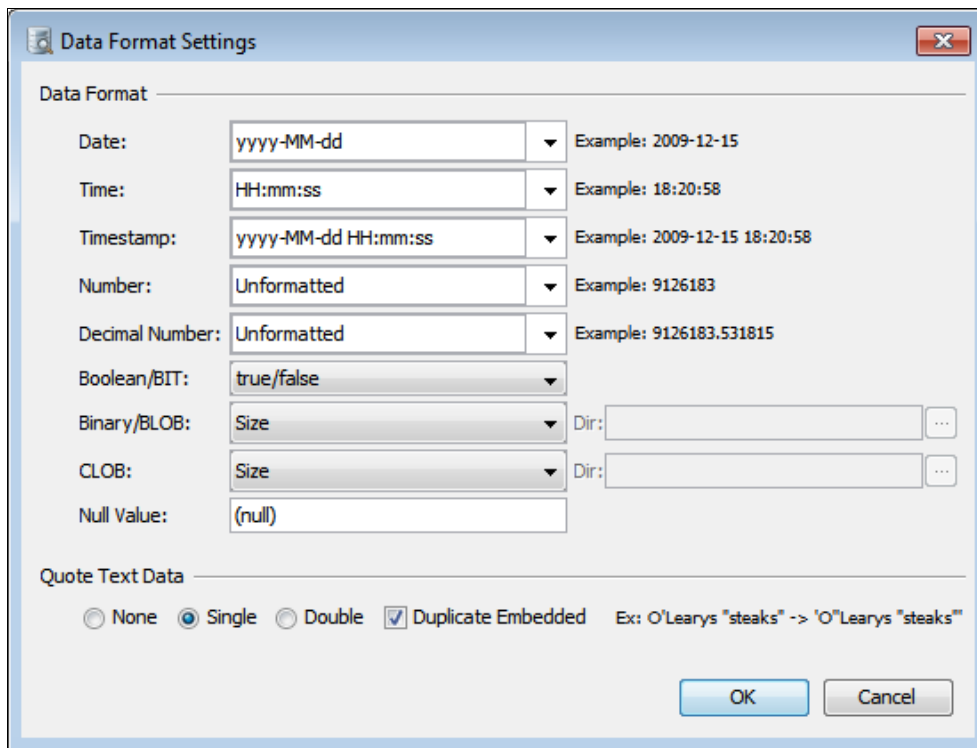 Data Format Settings
Data Format
Date: yyyy-MM-dd Example: 2009-12-15
Time: HH:mm:ss Example: 18:20:58
Timestamp: yyyy-MM-dd HH:mm:ss Example: 2009-12-15 18:20:58
Number: Unformatted Example: 9126183
Decimal Number: Unformatted Example: 9126183.531815
Boolean/BIT: true/false
Binary/BLOB: Size Dir: ...
CLOB: Size Dir: ...
Null Value: (null)
Quote Text Data
None Single Double Duplicate Embedded Ex: O'Learys "steaks" -> 'O''Learys "steaks"'
OK Cancel